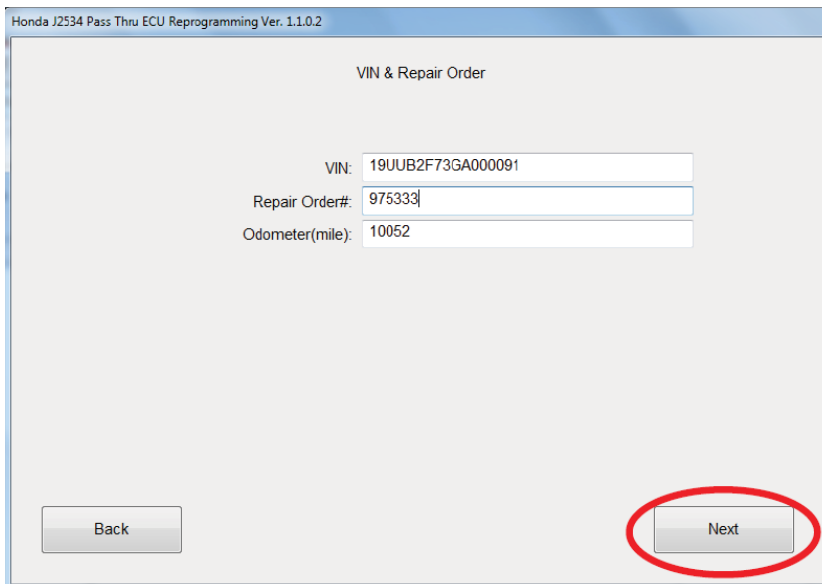 Honda J2534 Pass Thru ECU Reprogramming Ver. 1.1.0.2
VIN & Repair Order
VIN: 19UUB2F73GA000091
Repair Order#: 975333
Odometer(mile): 10052
Back Next